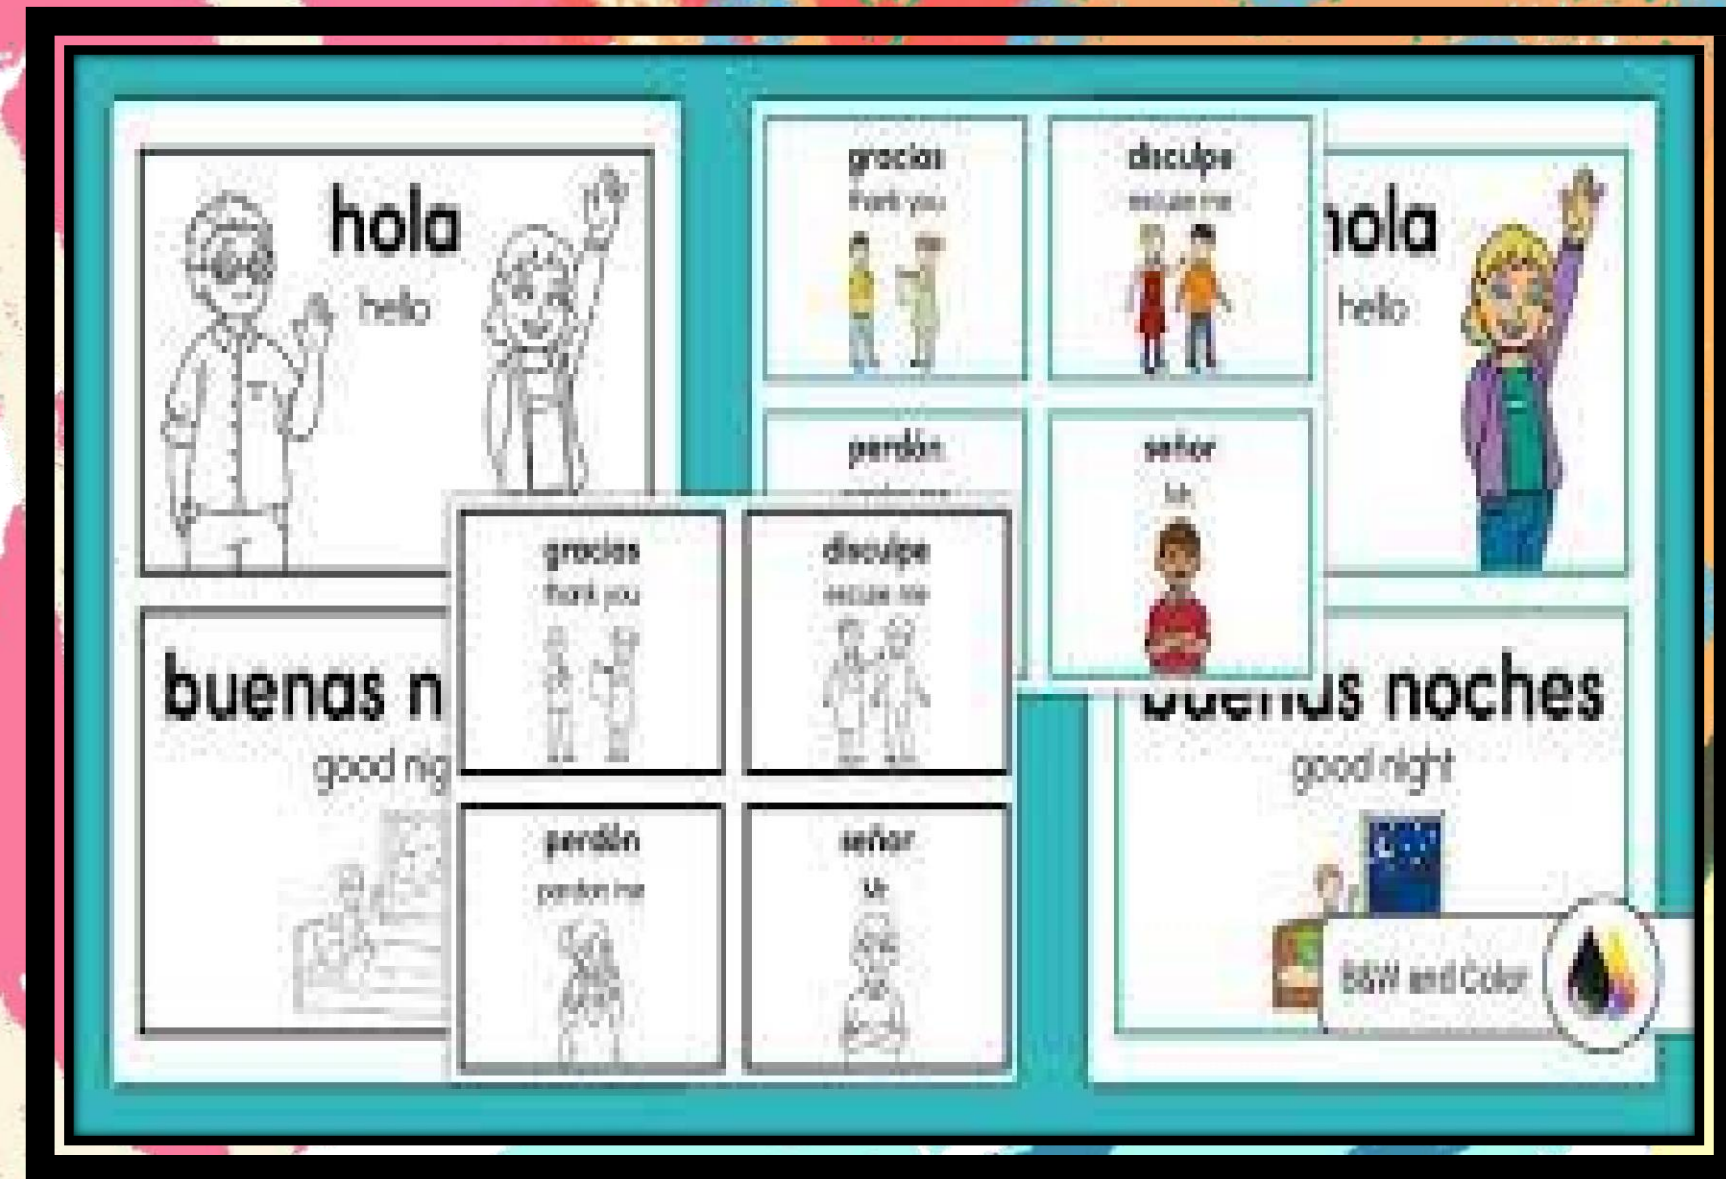 hola
hello
buenas n
good nig
gracias
thank you
disculpe
excuse me
perdón
señor
Mr
gracias
thank you
disculpe
excuse me
perdón
pardon me
señor
Mr
hola
hello
buenas noches
good night
B&W and Color